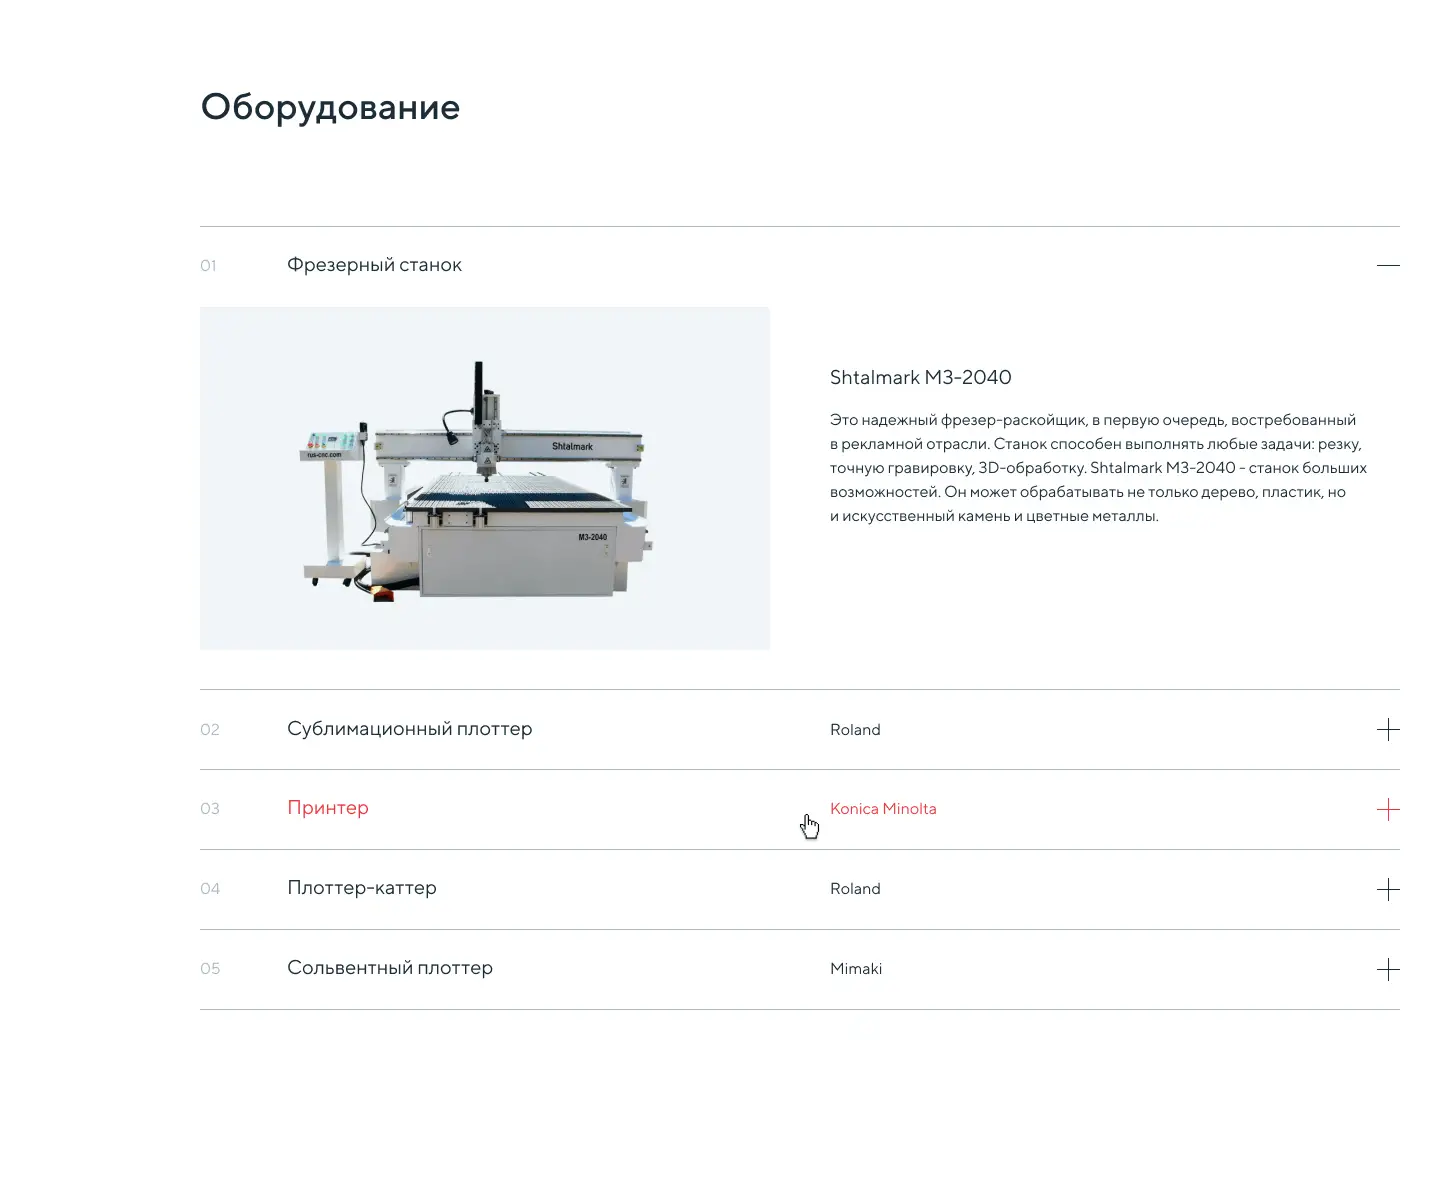 Оборудование
01 Фрезерный станок
Shtalmark
rus-cnc.com
M3-2040
Shtalmark M3-2040
Это надежный фрезер-раскойщик, в первую очередь, востребованный
в рекламной отрасли. Станок способен выполнять любые задачи: резку,
точную гравировку, 3D-обработку. Shtalmark M3-2040 - станок больших
возможностей. Он может обрабатывать не только дерево, пластик, но
и искусственный камень и цветные металлы.
02 Сублимационный плоттер Roland
03 Принтер Konica Minolta
04 Плоттер-каттер Roland
05 Сольвентный плоттер Mimaki